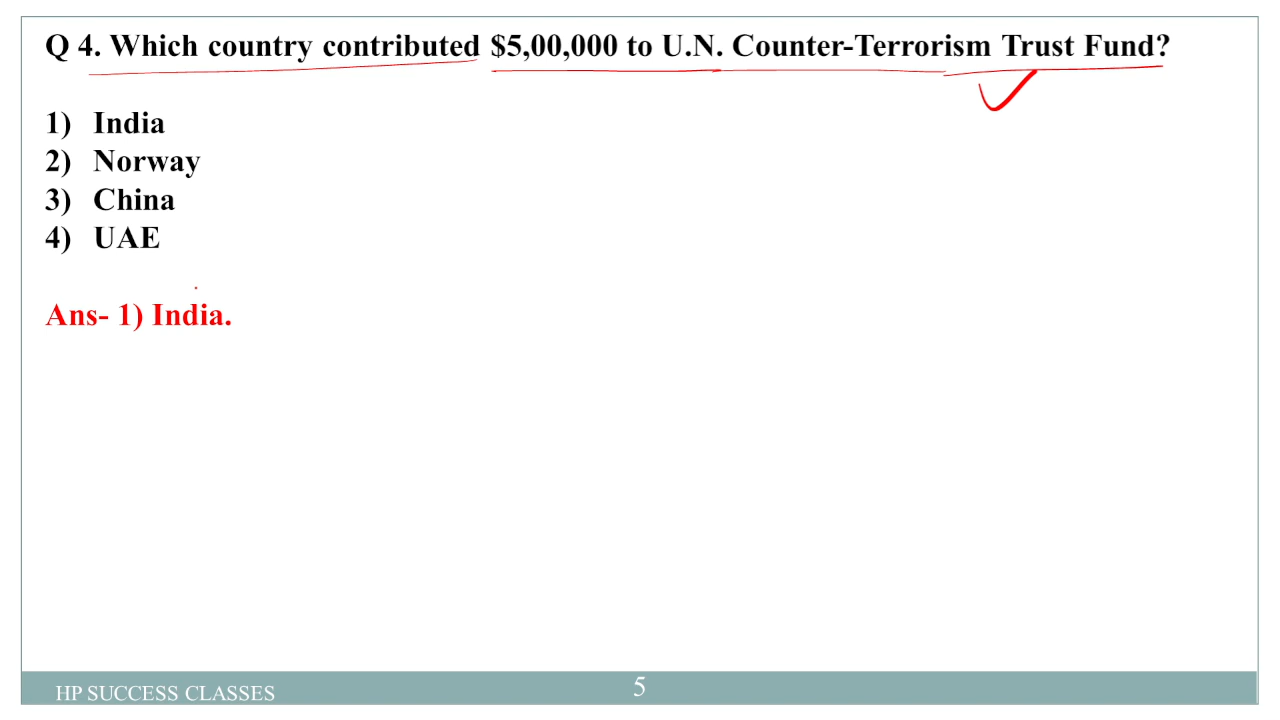 Q 4. Which country contributed $5,00,000 to U.N. Counter-Terrorism Trust Fund?
1) India
2) Norway
3) China
4) UAE
Ans- 1) India.
HP SUCCESS CLASSES
5